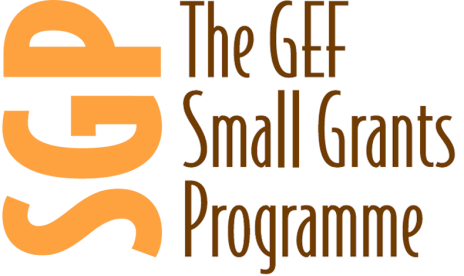 SGP
The GEF
Small Grants
Programme